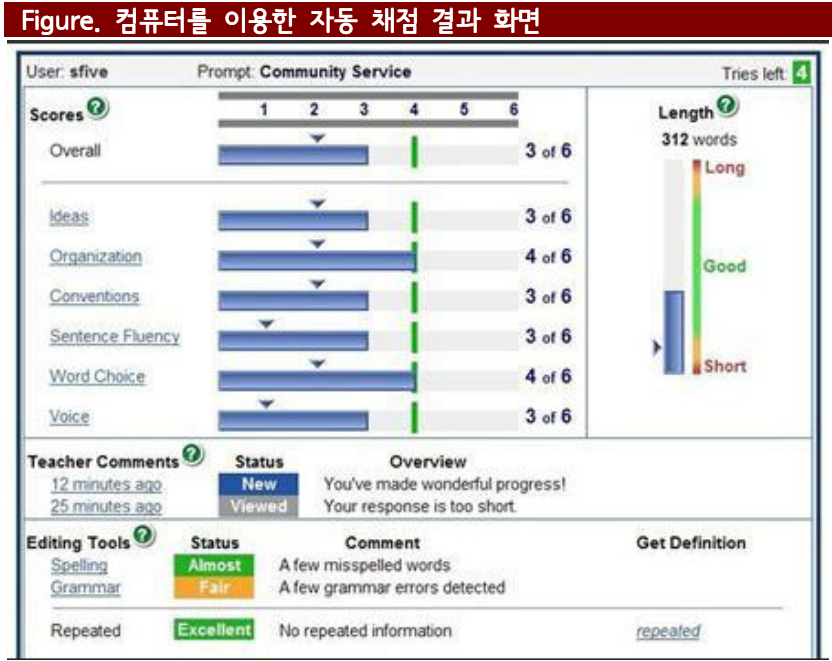 Figure. 컴퓨터를 이용한 자동 채점 결과 화면
User: sfive Prompt: Community Service Tries left: 4
Scores ? 1 2 3 4 5 6 Length ?
312 words
Overall 3 of 6
Long
Ideas 3 of 6
Organization 4 of 6
Good
Conventions 3 of 6
Sentence Fluency 3 of 6
Short
Word Choice 4 of 6
Voice 3 of 6
Teacher Comments ? Status Overview
12 minutes ago New You've made wonderful progress!
25 minutes ago Viewed Your response is too short.
Editing Tools ? Status Comment Get Definition
Spelling Almost A few misspelled words
Grammar Fair A few grammar errors detected
Repeated Excellent No repeated information repeated